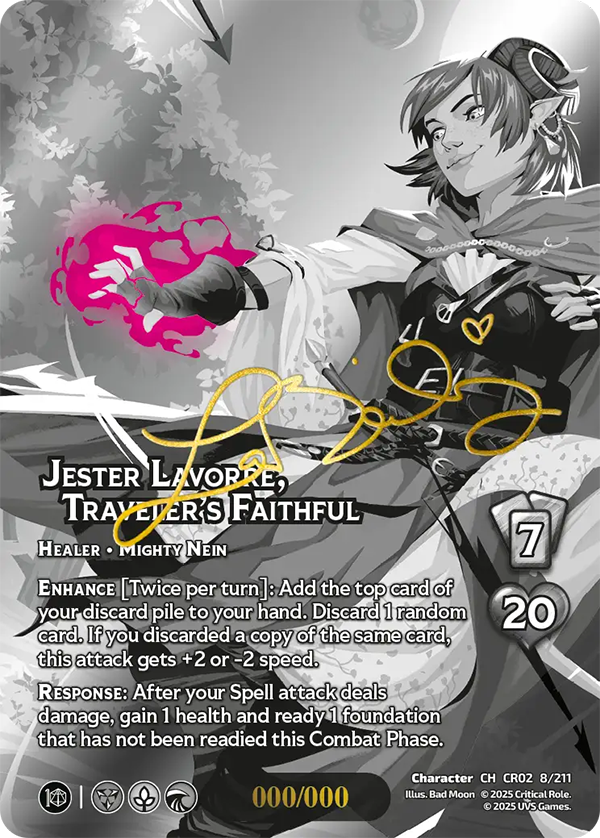 Jester Lavorre,
Traveler's Faithful
Healer • Mighty Nein
7
20
Enhance [Twice per turn]: Add the top card of
your discard pile to your hand. Discard 1 random
card. If you discarded a copy of the same card,
this attack gets +2 or -2 speed.
Response: After your Spell attack deals
damage, gain 1 health and ready 1 foundation
that has not been readied this Combat Phase.
000/000
Character CH CR02 8/211
Illus. Bad Moon © 2025 Critical Role.
© 2025 UVS Games.